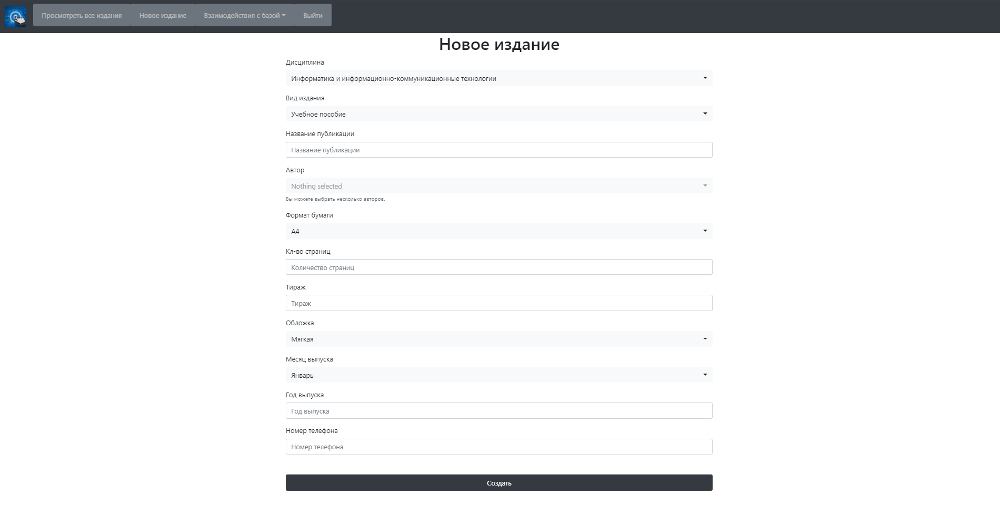 Просмотреть все издания Новое издание Взаимодействия с базой Выйти
Новое издание
Дисциплина
Информатика и информационно-коммуникационные технологии
Вид издания
Учебное пособие
Название публикации
Название публикации
Автор
Nothing selected
Вы можете выбрать несколько авторов.
Формат бумаги
А4
Кл-во страниц
Количество страниц
Тираж
Тираж
Обложка
Мягкая
Месяц выпуска
Январь
Год выпуска
Год выпуска
Номер телефона
Номер телефона
Создать